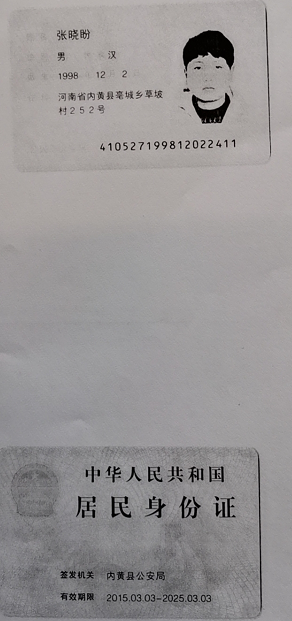 张晓盼
男 汉
1998 12 2
河南省内黄县亳城乡草坡
村252号
410527199812022411
中华人民共和国
居民身份证
签发机关 内黄县公安局
有效期限 2015.03.03-2025.03.03